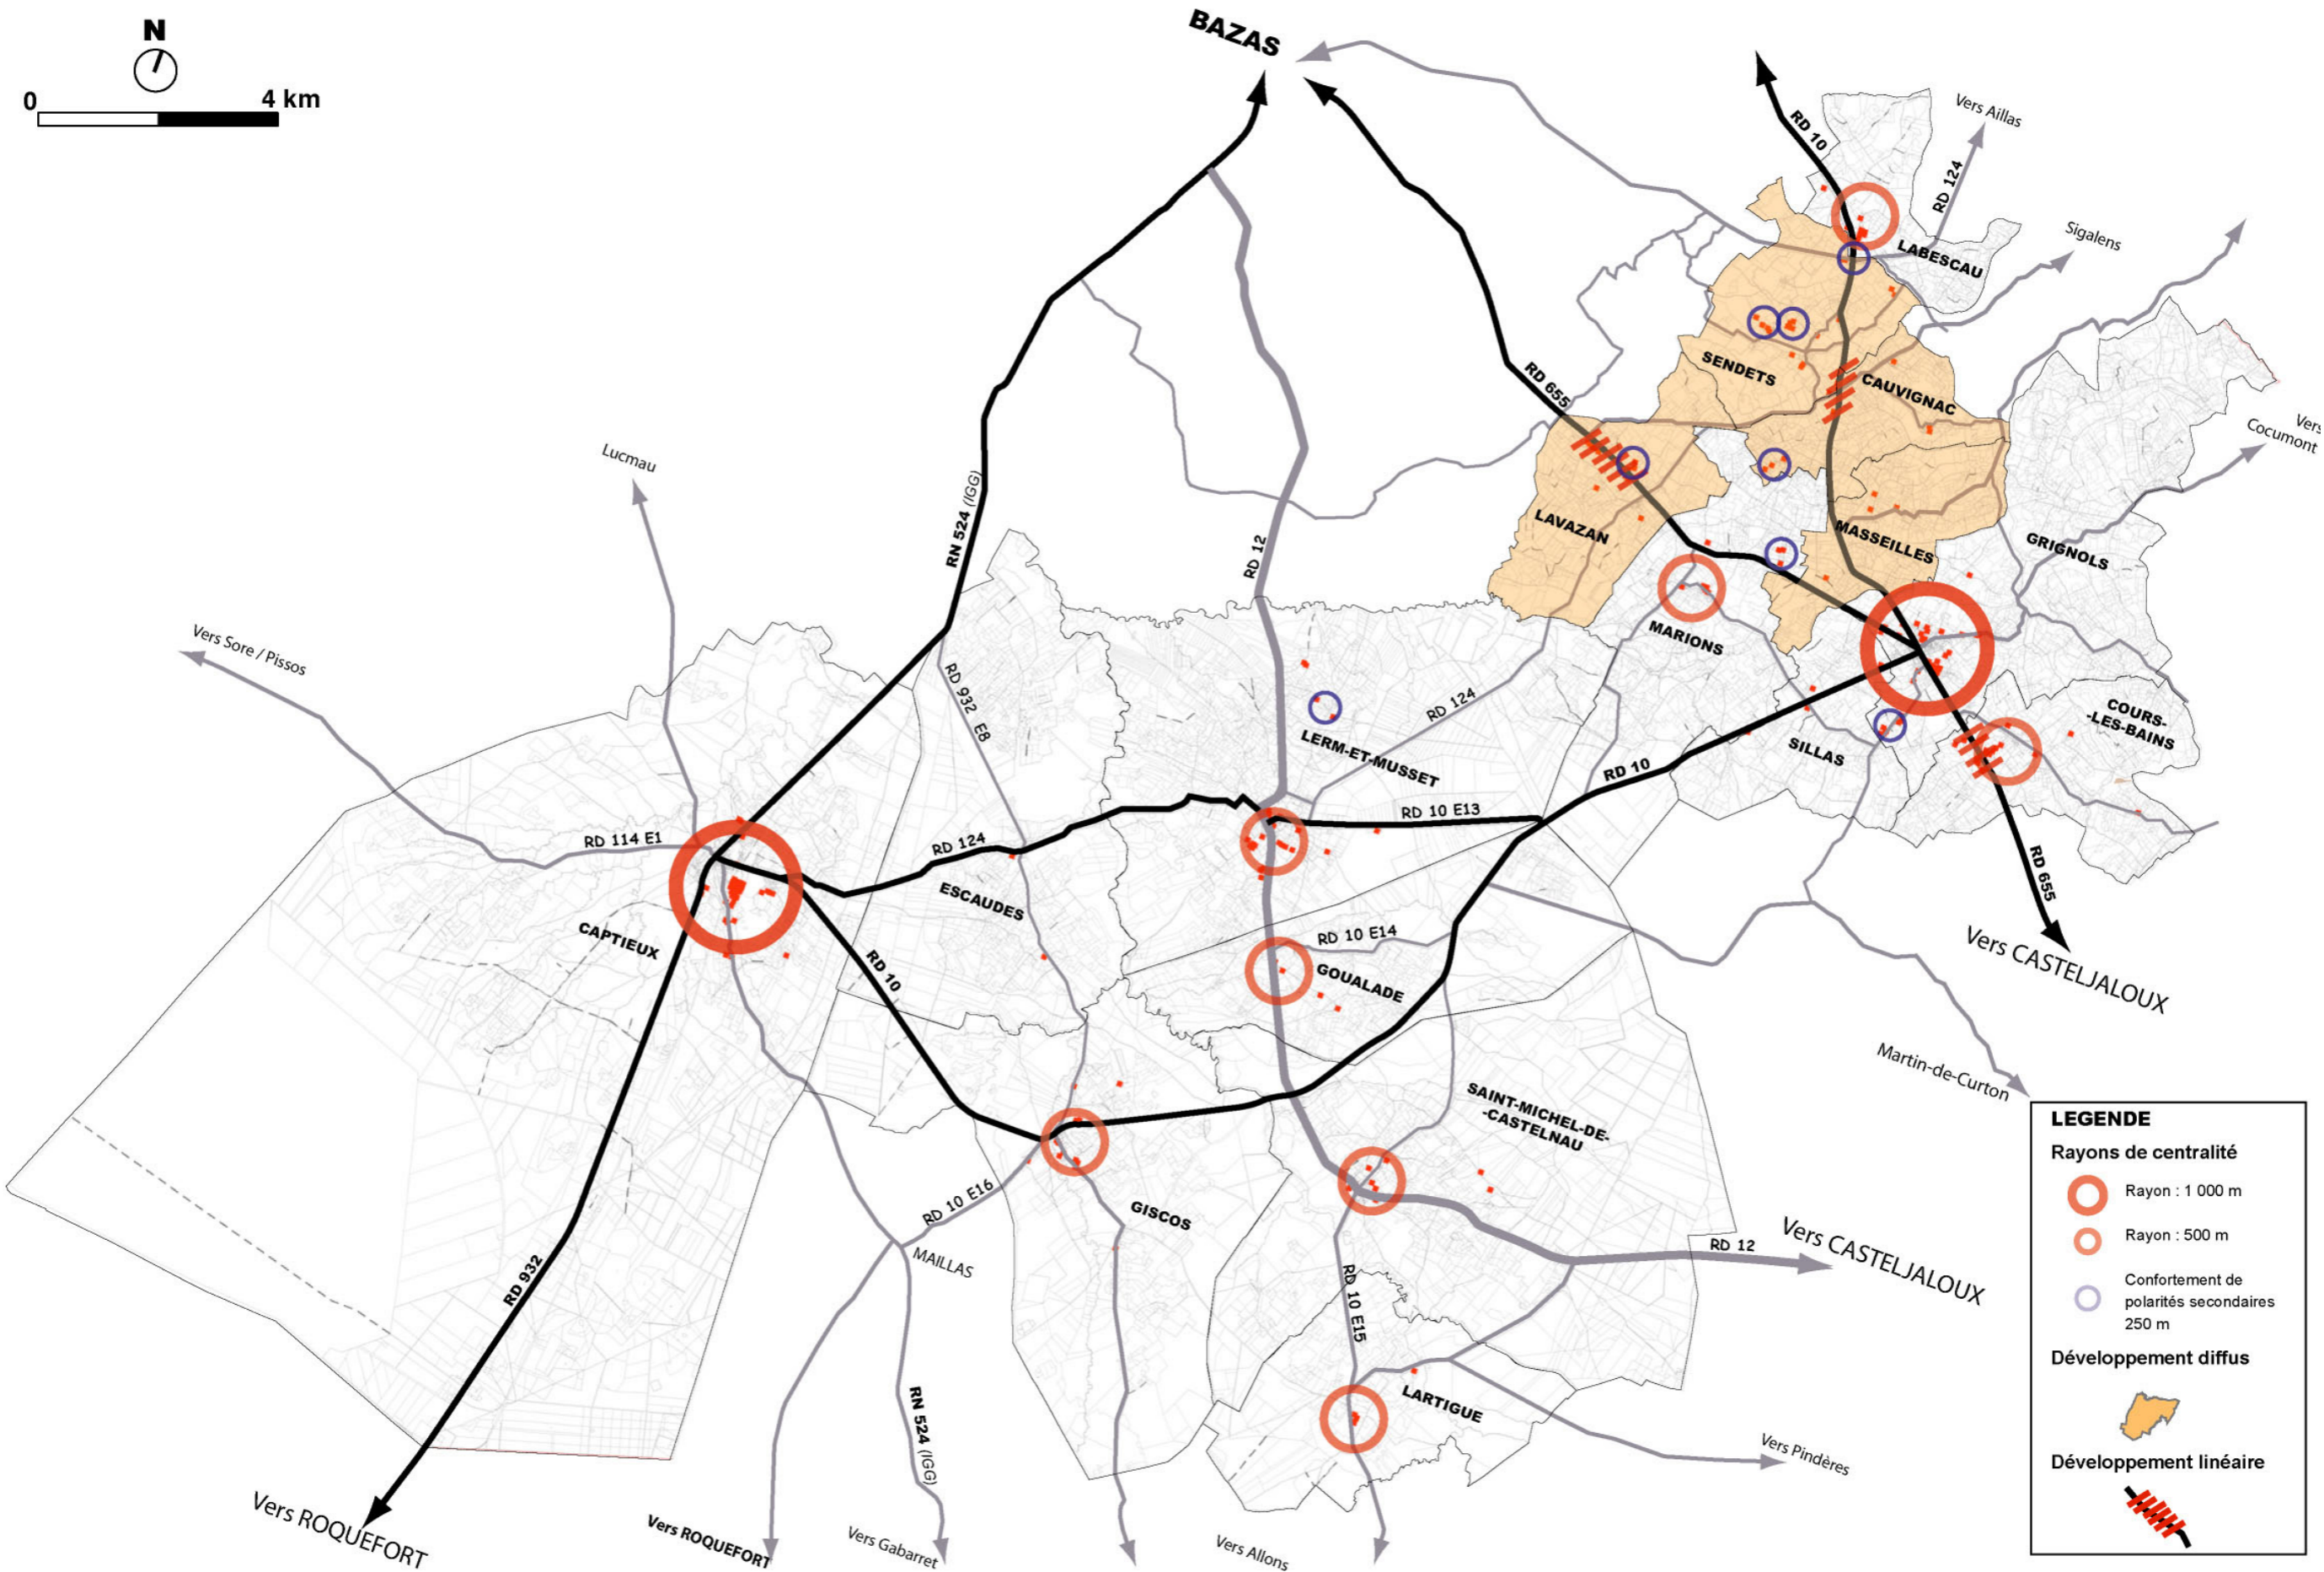 BAZAS
N
0
4 km
RD 10
Vers Aillas
RD 124
Sigalens
LABESCAU
SENDETS
CAUVIGNAC
RD 655
Vers
Cocumont
Lucmau
RN 524 (IGG)
RD 12
LAVAZAN
MASSEILLES
GRIGNOLS
MARIONS
Vers Sore / Pissos
RD 932 E8
RD 124
LERM-ET-MUSSET
SILLAS
COURS-
-LES-BAINS
RD 10
RD 10 E13
RD 114 E1
RD 124
ESCAUDES
RD 655
CAPTIEUX
RD 10
RD 10 E14
GOUALADE
Vers CASTELJALOUX
Martin-de-Curton
SAINT-MICHEL-DE-
-CASTELNAU
RD 10 E16
GISCOS
MAILLAS
RD 932
RD 12
Vers CASTELJALOUX
RD 10 E15
LARTIGUE
RN 524 (IGG)
Vers Pindères
Vers ROQUEFORT
Vers ROQUEFORT
Vers Gabarret
Vers Allons
LEGENDE
Rayons de centralité
Rayon : 1 000 m
Rayon : 500 m
Confortement de
polarités secondaires
250 m
Développement diffus
Développement linéaire